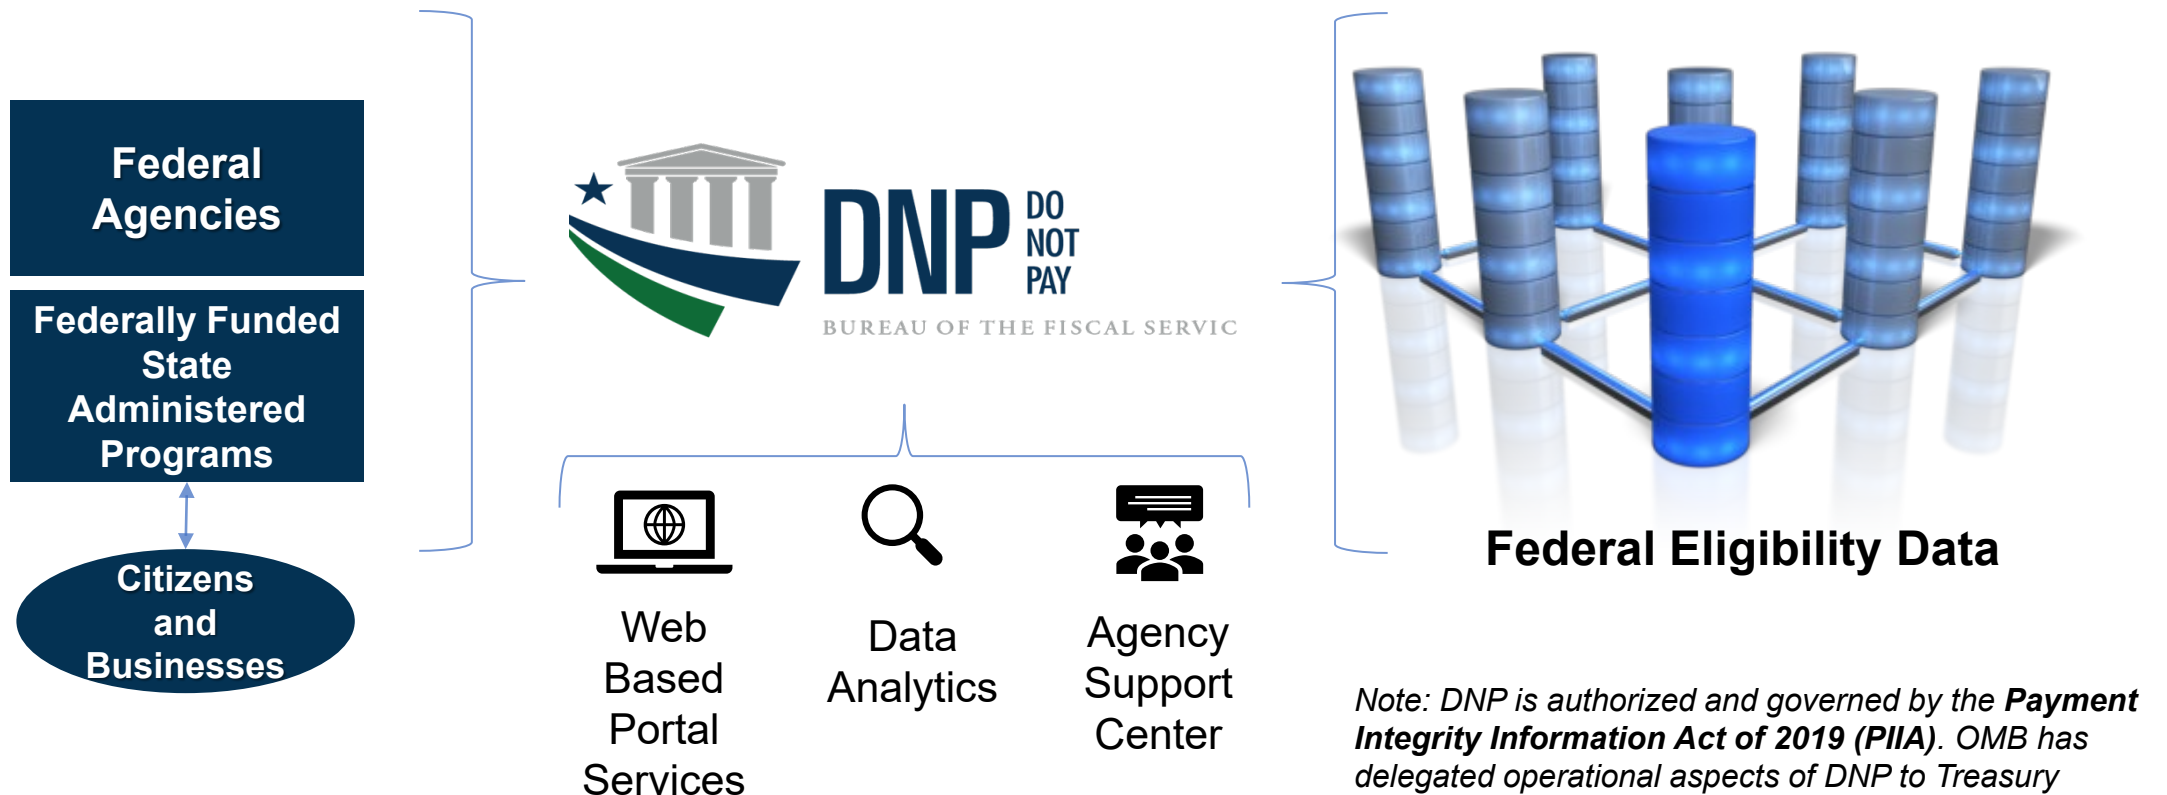 Federal
Agencies
Federally Funded
State
Administered
Programs
Citizens
and
Businesses
DNP
DO
NOT
PAY
BUREAU OF THE FISCAL SERVIC
Web
Based
Portal
Services
Data
Analytics
Agency
Support
Center
Federal Eligibility Data
Note: DNP is authorized and governed by the Payment
Integrity Information Act of 2019 (PIIA). OMB has
delegated operational aspects of DNP to Treasury